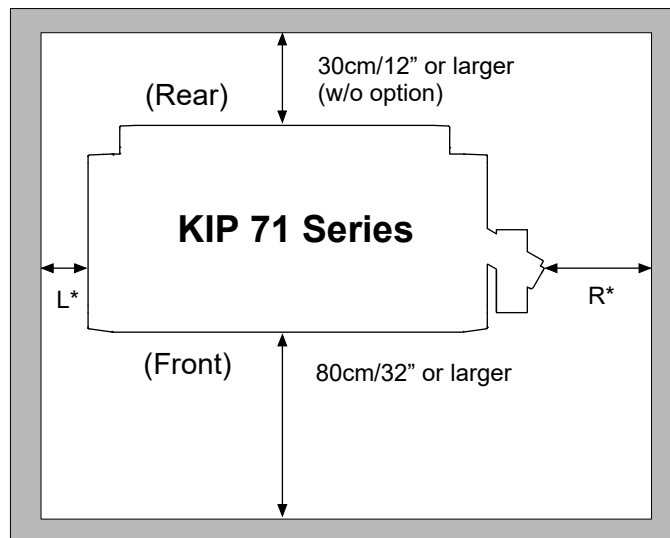 30cm/12” or larger
(w/o option)
(Rear)
KIP 71 Series
L*
R*
(Front)
80cm/32” or larger